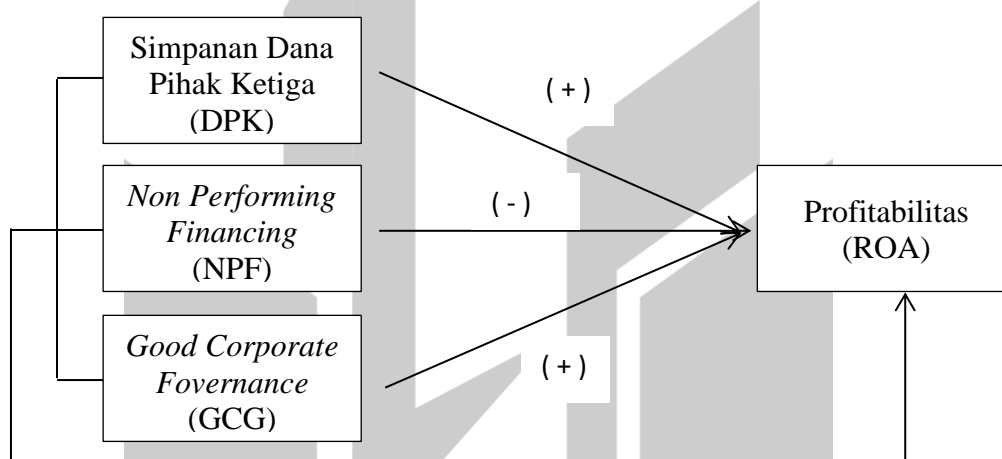 Simpanan Dana
Pihak Ketiga
(DPK)
( + )
Non Performing
Financing
(NPF)
( - )
Profitabilitas
(ROA)
Good Corporate
Fovernance
(GCG)
( + )